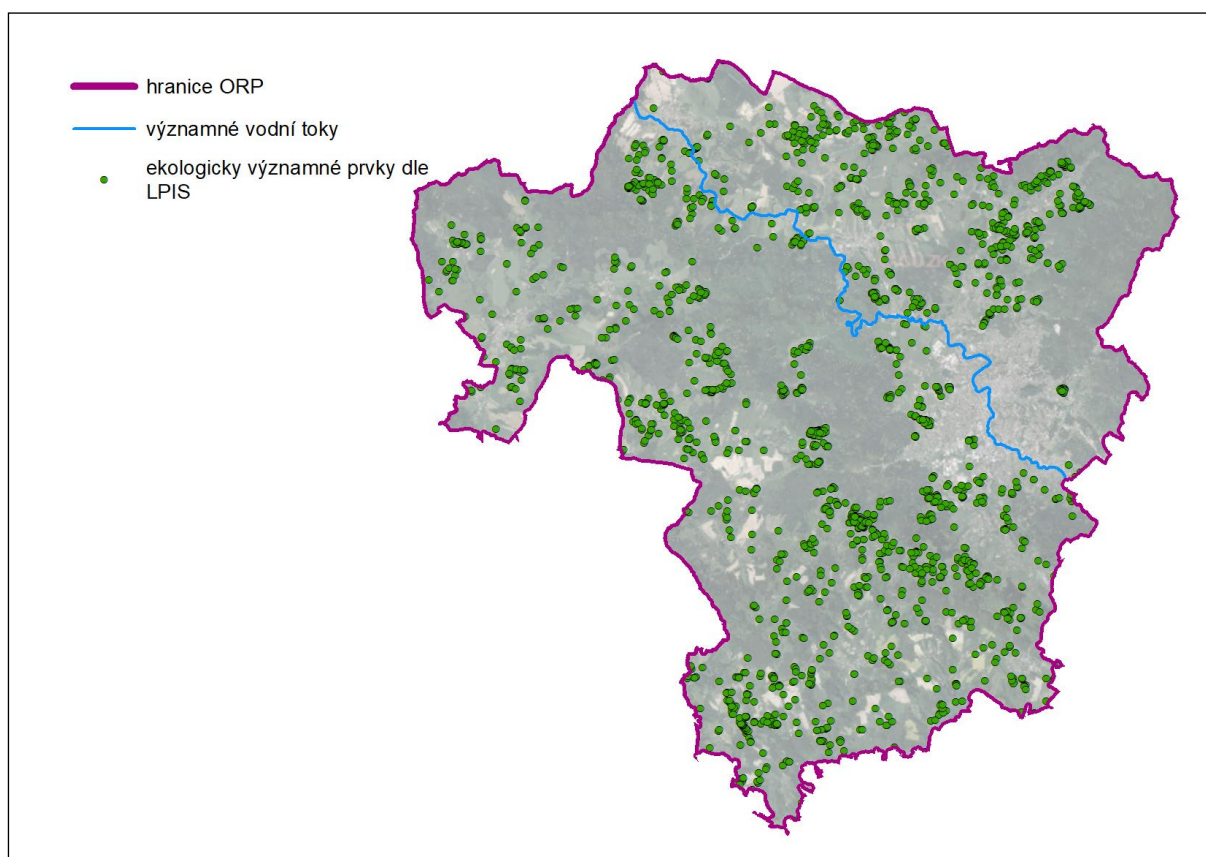 hranice ORP
významné vodní toky
ekologicky významné prvky dle
LPIS